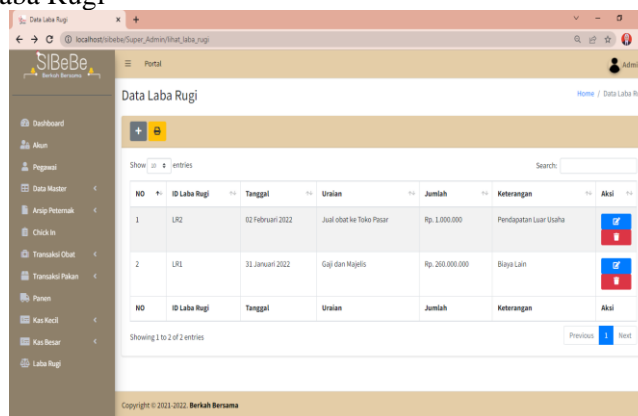 Laba Rugi
Data Laba Rugi
localhost/sibebe/Super_Admin/lihat_laba_rugi
SIBeBe
Berkah Bersama
Portal
Admi
Data Laba Rugi
Home / Data Laba R
Dashboard
Akun
Pegawai
Data Master
Arsip Peternak
Chick In
Transaksi Obat
Transaksi Pakan
Panen
Kas Kecil
Kas Besar
Laba Rugi
Show 10 entries
Search:
NO ID Laba Rugi Tanggal Uraian Jumlah Keterangan Aksi
1 LR2 02 Februari 2022 Jual obat ke Toko Pasar Rp. 1.000.000 Pendapatan Luar Usaha
2 LR1 31 Januari 2022 Gaji dan Majelis Rp. 260.000.000 Biaya Lain
NO ID Laba Rugi Tanggal Uraian Jumlah Keterangan Aksi
Showing 1 to 2 of 2 entries
Previous 1 Next
Copyright © 2021-2022. Berkah Bersama